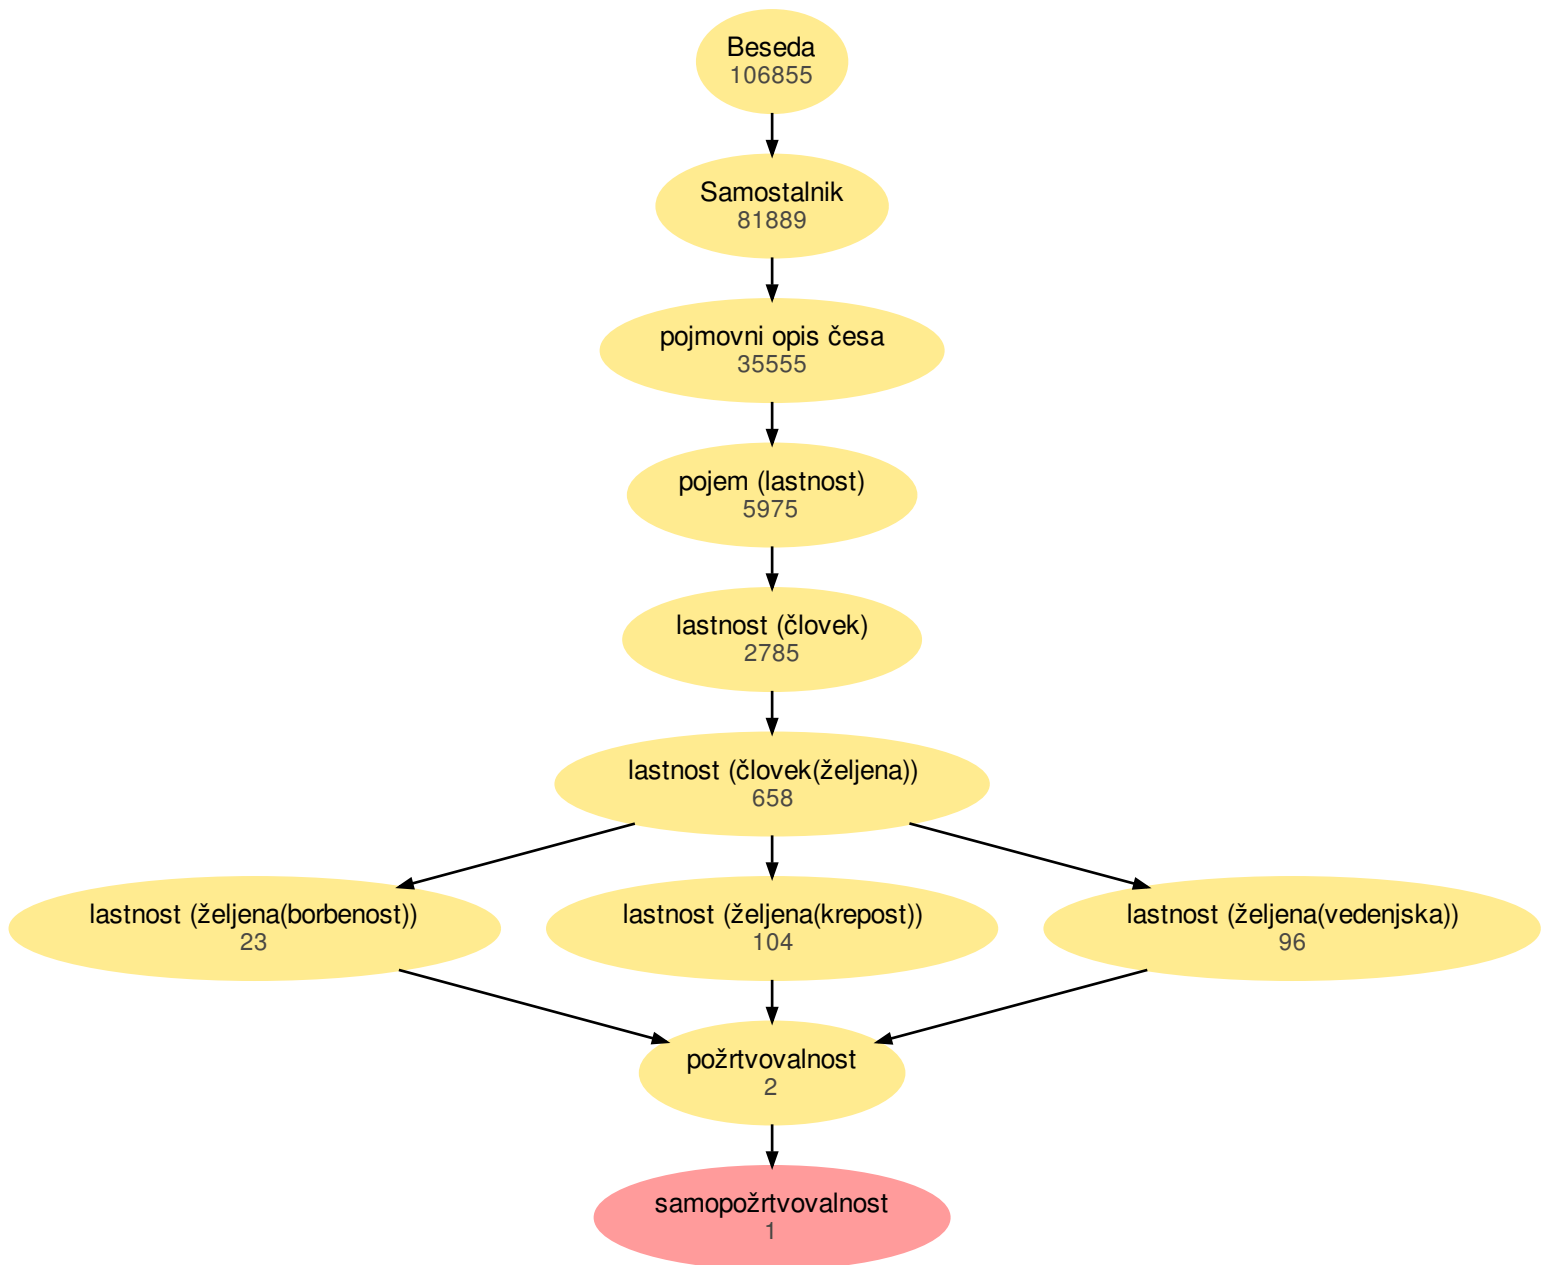 Beseda
106855
Samostalnik
81889
pojmovni opis česa
35555
pojem (lastnost)
5975
lastnost (človek)
2785
lastnost (človek(željena))
658
lastnost (željena(borbenost))
23
lastnost (željena(krepost))
104
lastnost (željena(vedenjska))
96
požrtvovalnost
2
samopožrtvovalnost
1